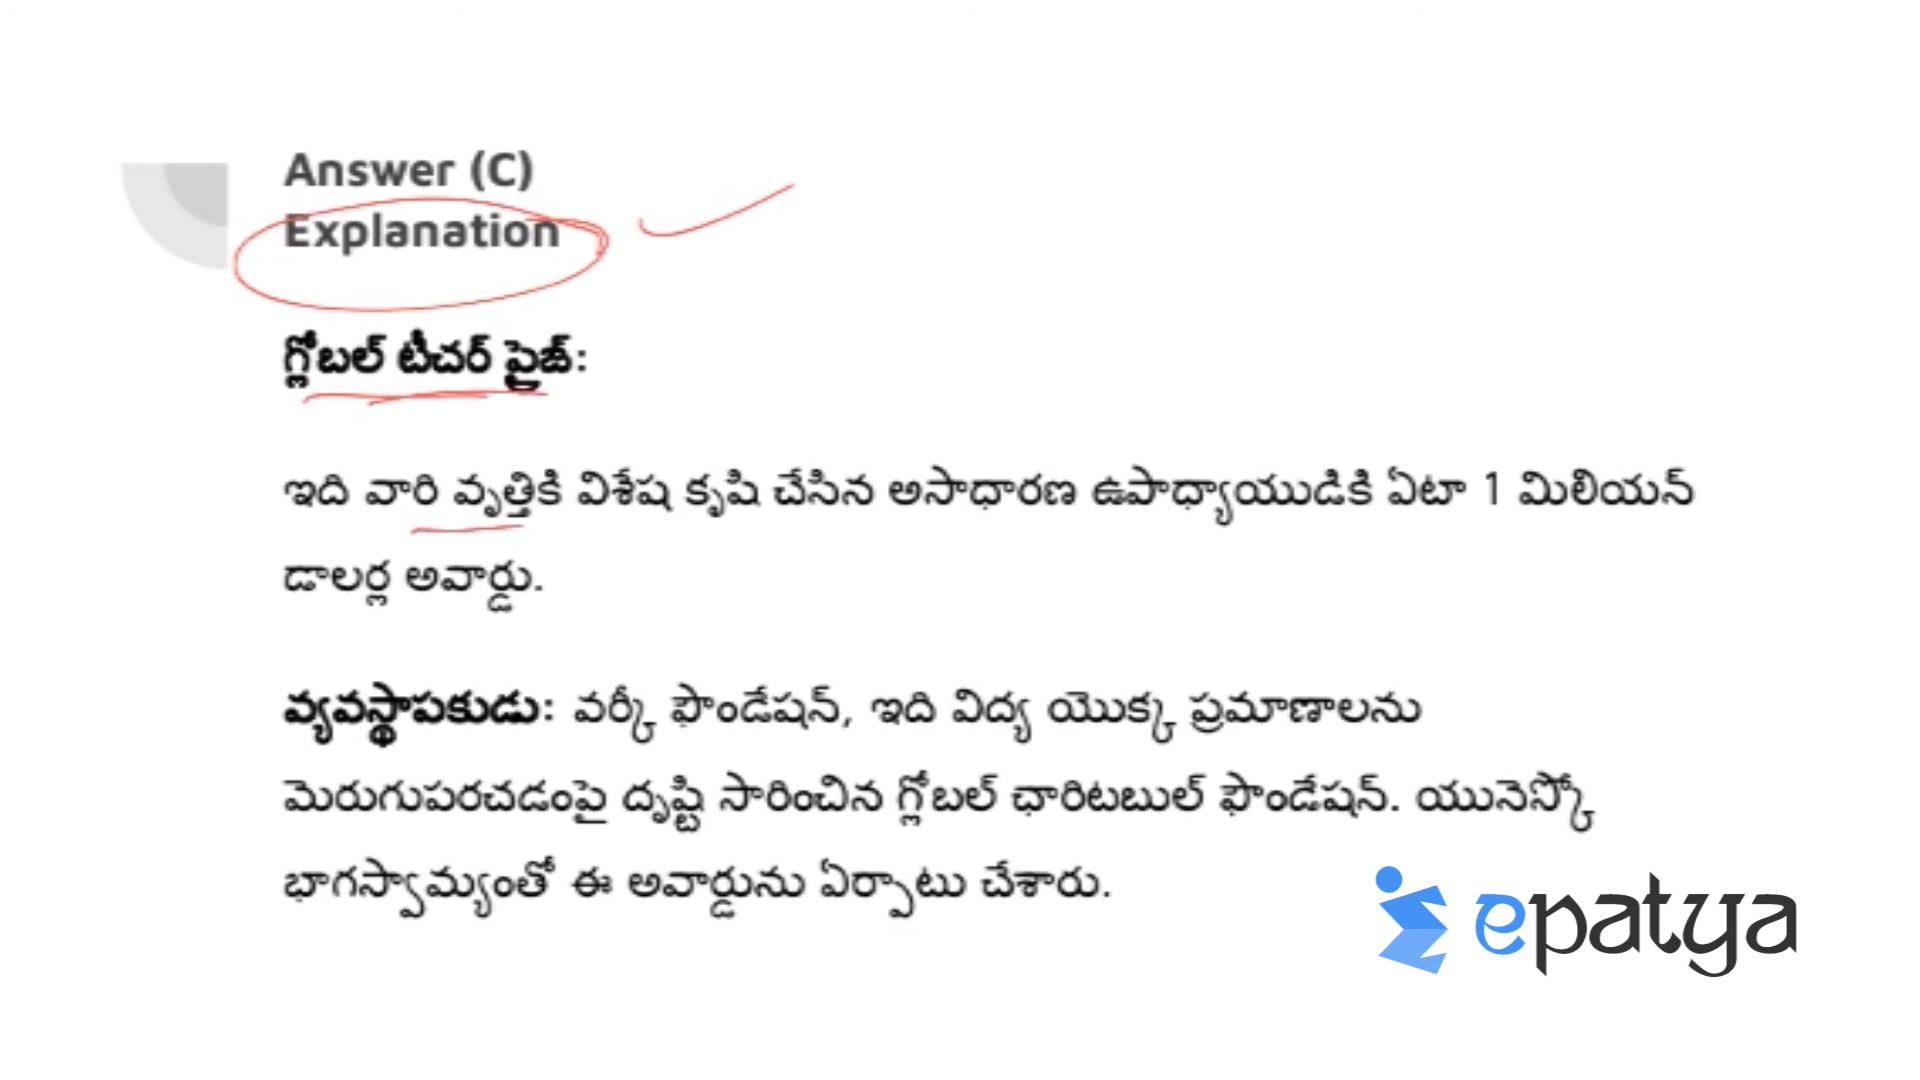 Answer (C)
Explanation
గ్లోబల్ టీచర్ ప్రైజ్:
ఇది వారి వృత్తికి విశేష కృషి చేసిన అసాధారణ ఉపాధ్యాయుడికి ఏటా 1 మిలియన్
డాలర్ల అవార్డు.
వ్యవస్థాపకుడు: వర్కీ ఫౌండేషన్, ఇది విద్య యొక్క ప్రమాణాలను
మెరుగుపరచడంపై దృష్టి సారించిన గ్లోబల్ ఛారిటబుల్ ఫౌండేషన్. యునెస్కో
భాగస్వామ్యంతో ఈ అవార్డును ఏర్పాటు చేశారు.
epatya